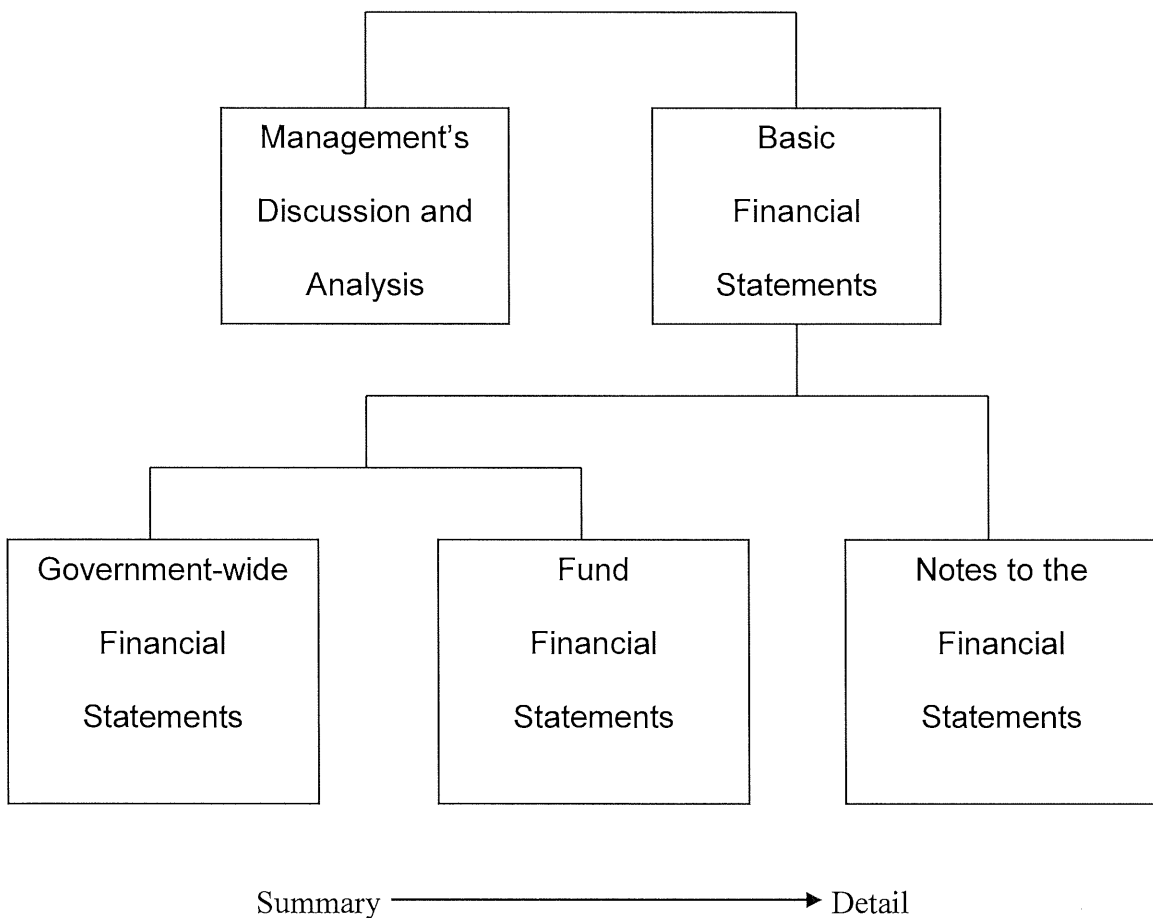 Management's
Discussion and
Analysis
Basic
Financial
Statements
Government-wide
Financial
Statements
Fund
Financial
Statements
Notes to the
Financial
Statements
Summary
Detail